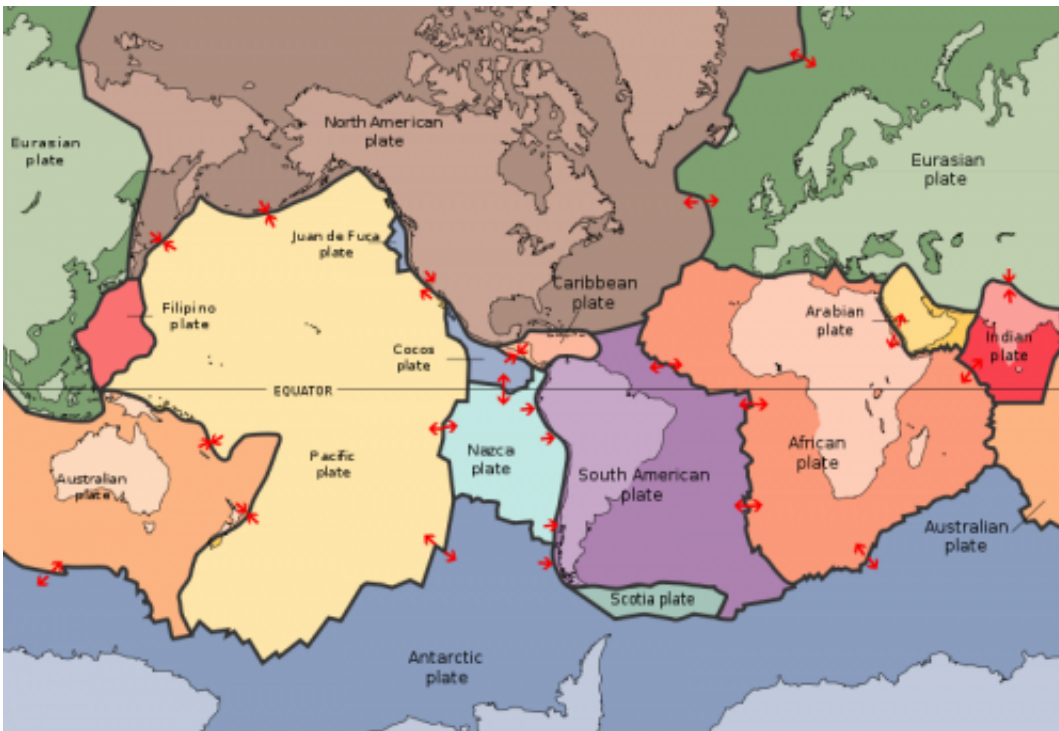 North American
plate
Eurasian
plate
Eurasian
plate
Juan de Fuca
plate
Caribbean
plate
Filipino
plate
Arabian
plate
Indian
plate
Cocos
plate
EQUATOR
Pacific
plate
Nazca
plate
African
plate
South American
plate
Australian
plate
Australian
plate
Scotia plate
Antarctic
plate